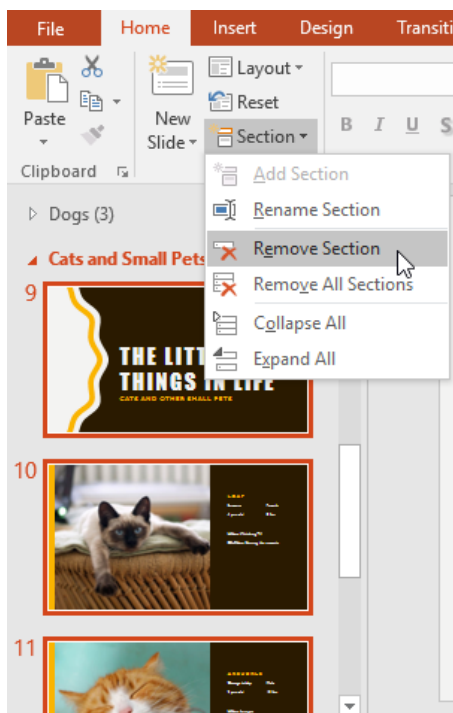 File Home Insert Design Transiti
Paste
New Slide
Layout
Reset
Section
B I U S
Clipboard
Add Section
Rename Section
Remove Section
Remove All Sections
Collapse All
Expand All
Dogs (3)
Cats and Small Pets
9
THE LITT
THINGS IN LIFE
CATS AND OTHER SMALL PETS
10
LEAF
11